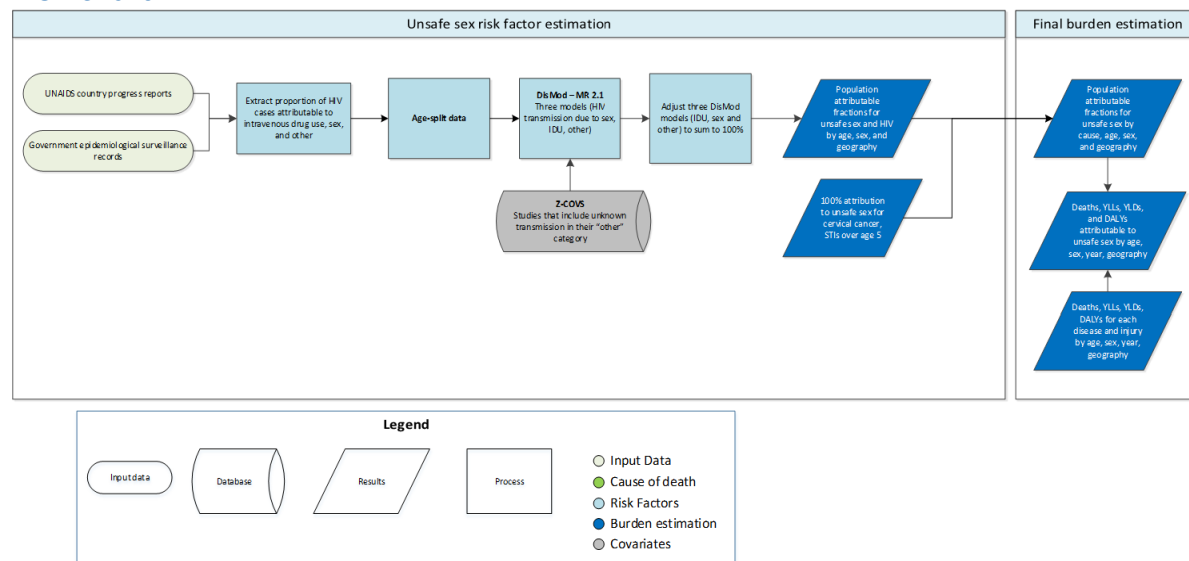 Unsafe sex risk factor estimation
Final burden estimation
UNAIDS country progress reports
Government epidemiological surveillance
records
Extract proportion of HIV
cases attributable to
intravenous drug use, sex,
and other
Age-split data
DisMod – MR 2.1
Three models (HIV
transmission due to sex,
IDU, other)
Adjust three DisMod
models (IDU, sex and
other) to sum to 100%
Population
attributable
fractions for
unsafe sex and HIV
by age, sex, and
geography
Z-COVS
Studies that include unknown
transmission in their “other”
category
100% attribution
to unsafe sex for
cervical cancer,
STIs over age 5
Population
attributable
fractions for
unsafe sex by
cause, age, sex,
and geography
Deaths, YLLs, YLDs,
and DALYs
attributable to
unsafe sex by age,
sex, year, geography
Deaths, YLLs, YLDs,
DALYs for each
disease and injury
by age, sex, year,
geography
Legend
Input data
Database
Results
Process
Input Data
Cause of death
Risk Factors
Burden estimation
Covariates